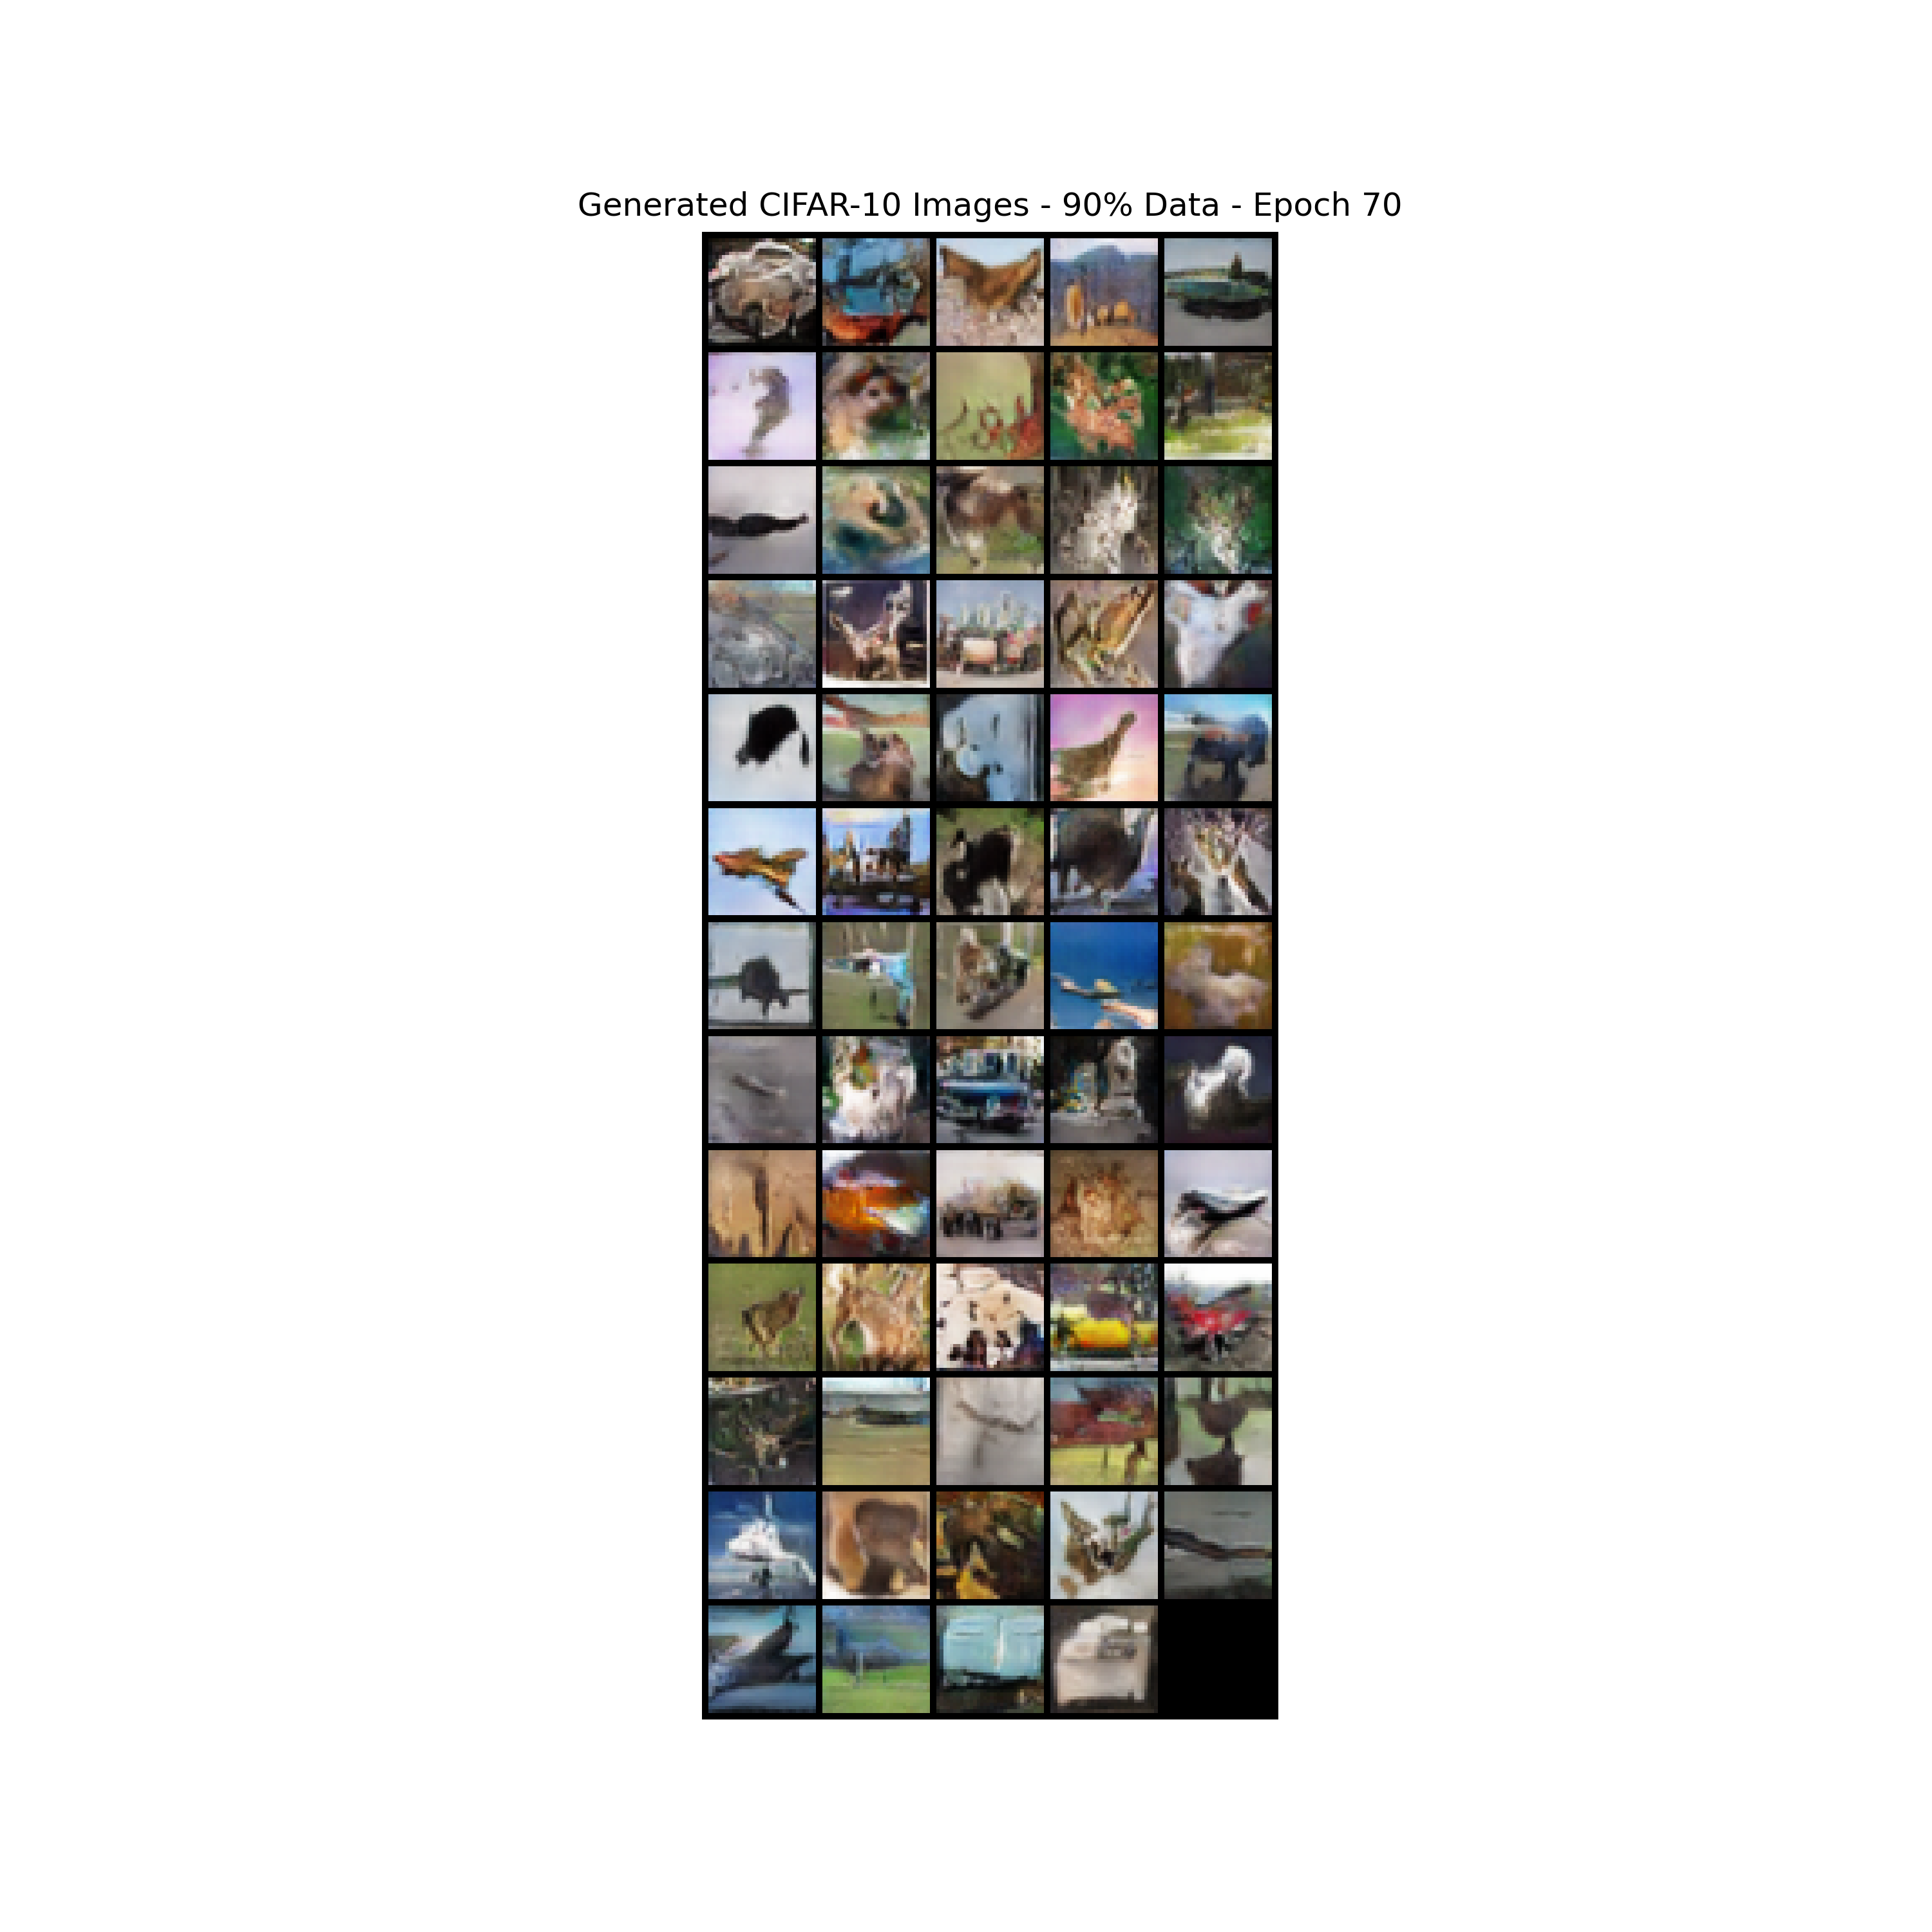 Generated CIFAR-10 Images - 90% Data - Epoch 70